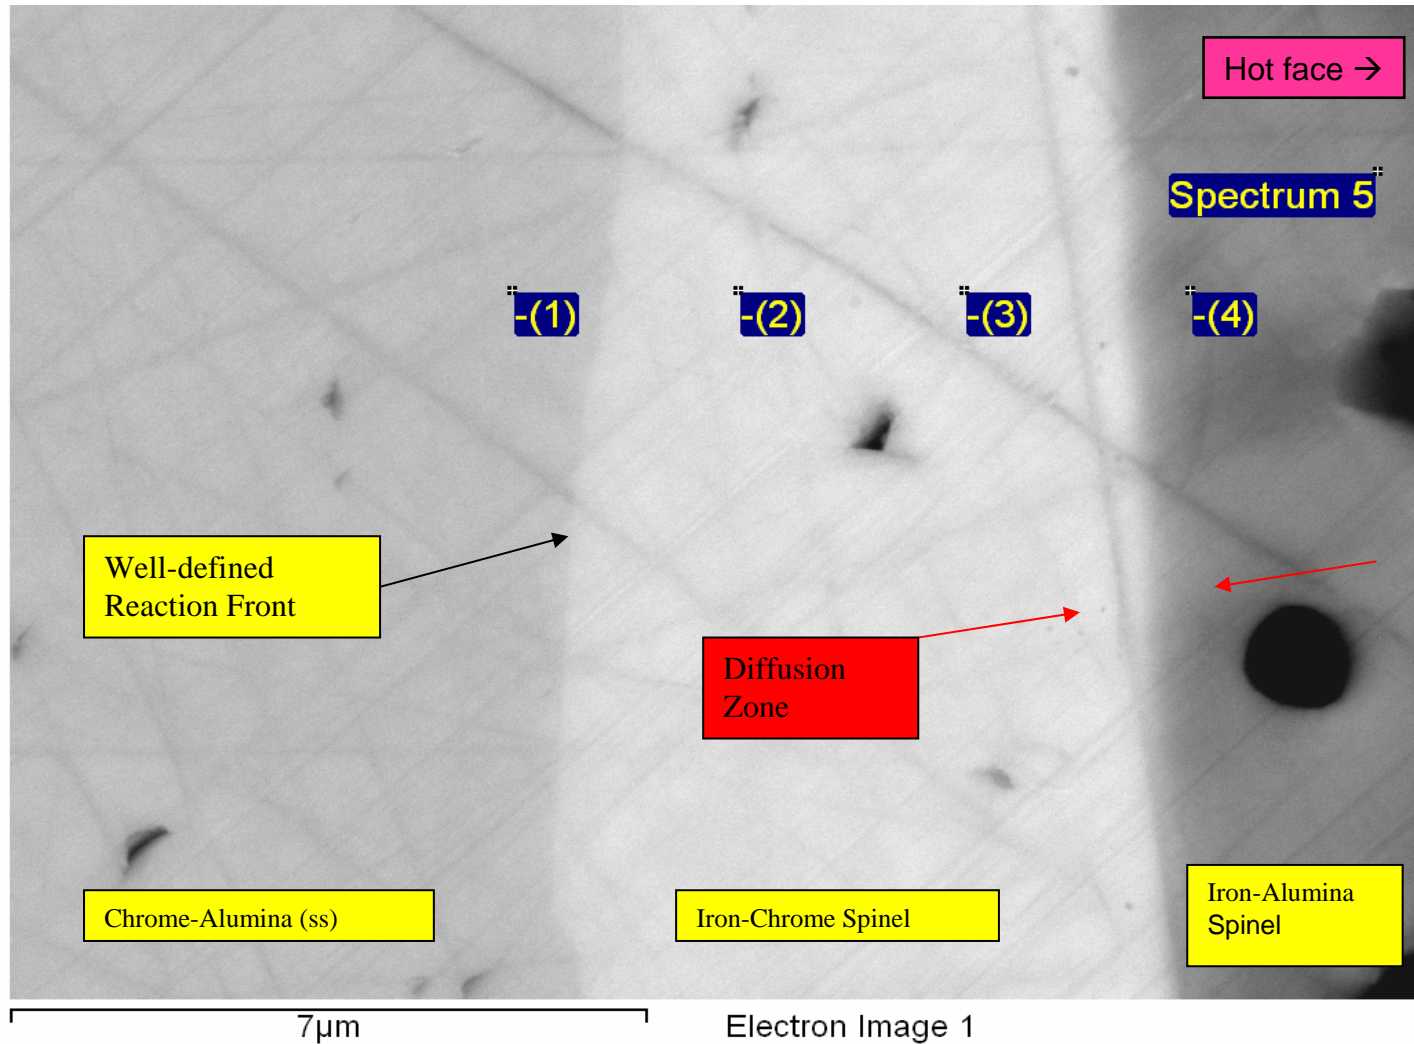 Hot face →
Spectrum 5
-(1)
-(2)
-(3)
-(4)
Well-defined
Reaction Front
Diffusion
Zone
Chrome-Alumina (ss)
Iron-Chrome Spinel
Iron-Alumina
Spinel
7µm
Electron Image 1